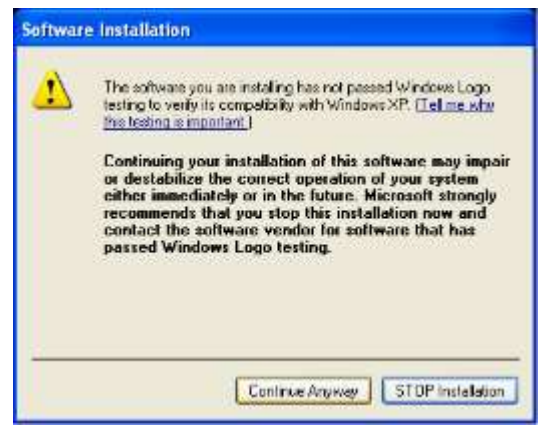 Software Installation
The software you are installing has not passed Windows Logo
testing to verify its compatibility with Windows XP. (Tell me why
this testing is important.)
Continuing your installation of this software may impair
or destabilize the correct operation of your system
either immediately or in the future. Microsoft strongly
recommends that you stop this installation now and
contact the software vendor for software that has
passed Windows Logo testing.
Continue Anyway
STOP Installation